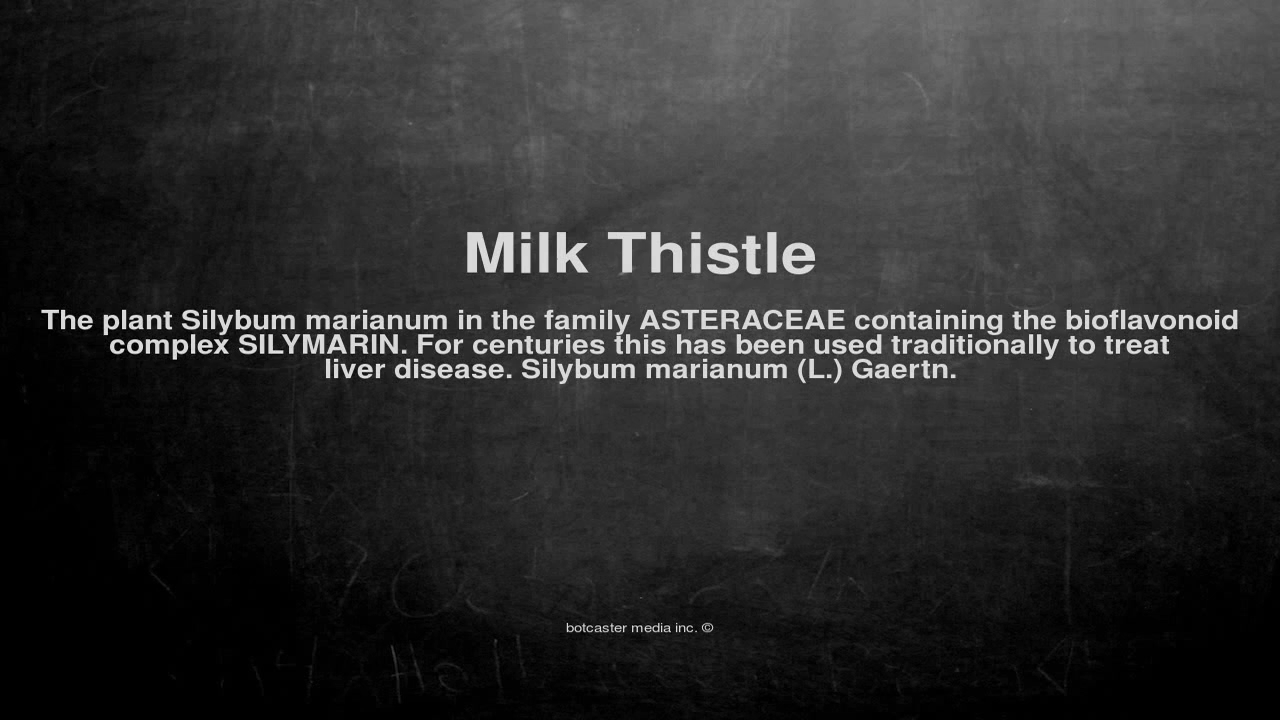 Milk Thistle
The plant Silybum marianum in the family ASTERACEAE containing the bioflavonoid
complex SILYMARIN. For centuries this has been used traditionally to treat
liver disease. Silybum marianum (L.) Gaertn.
botcaster media inc. ©